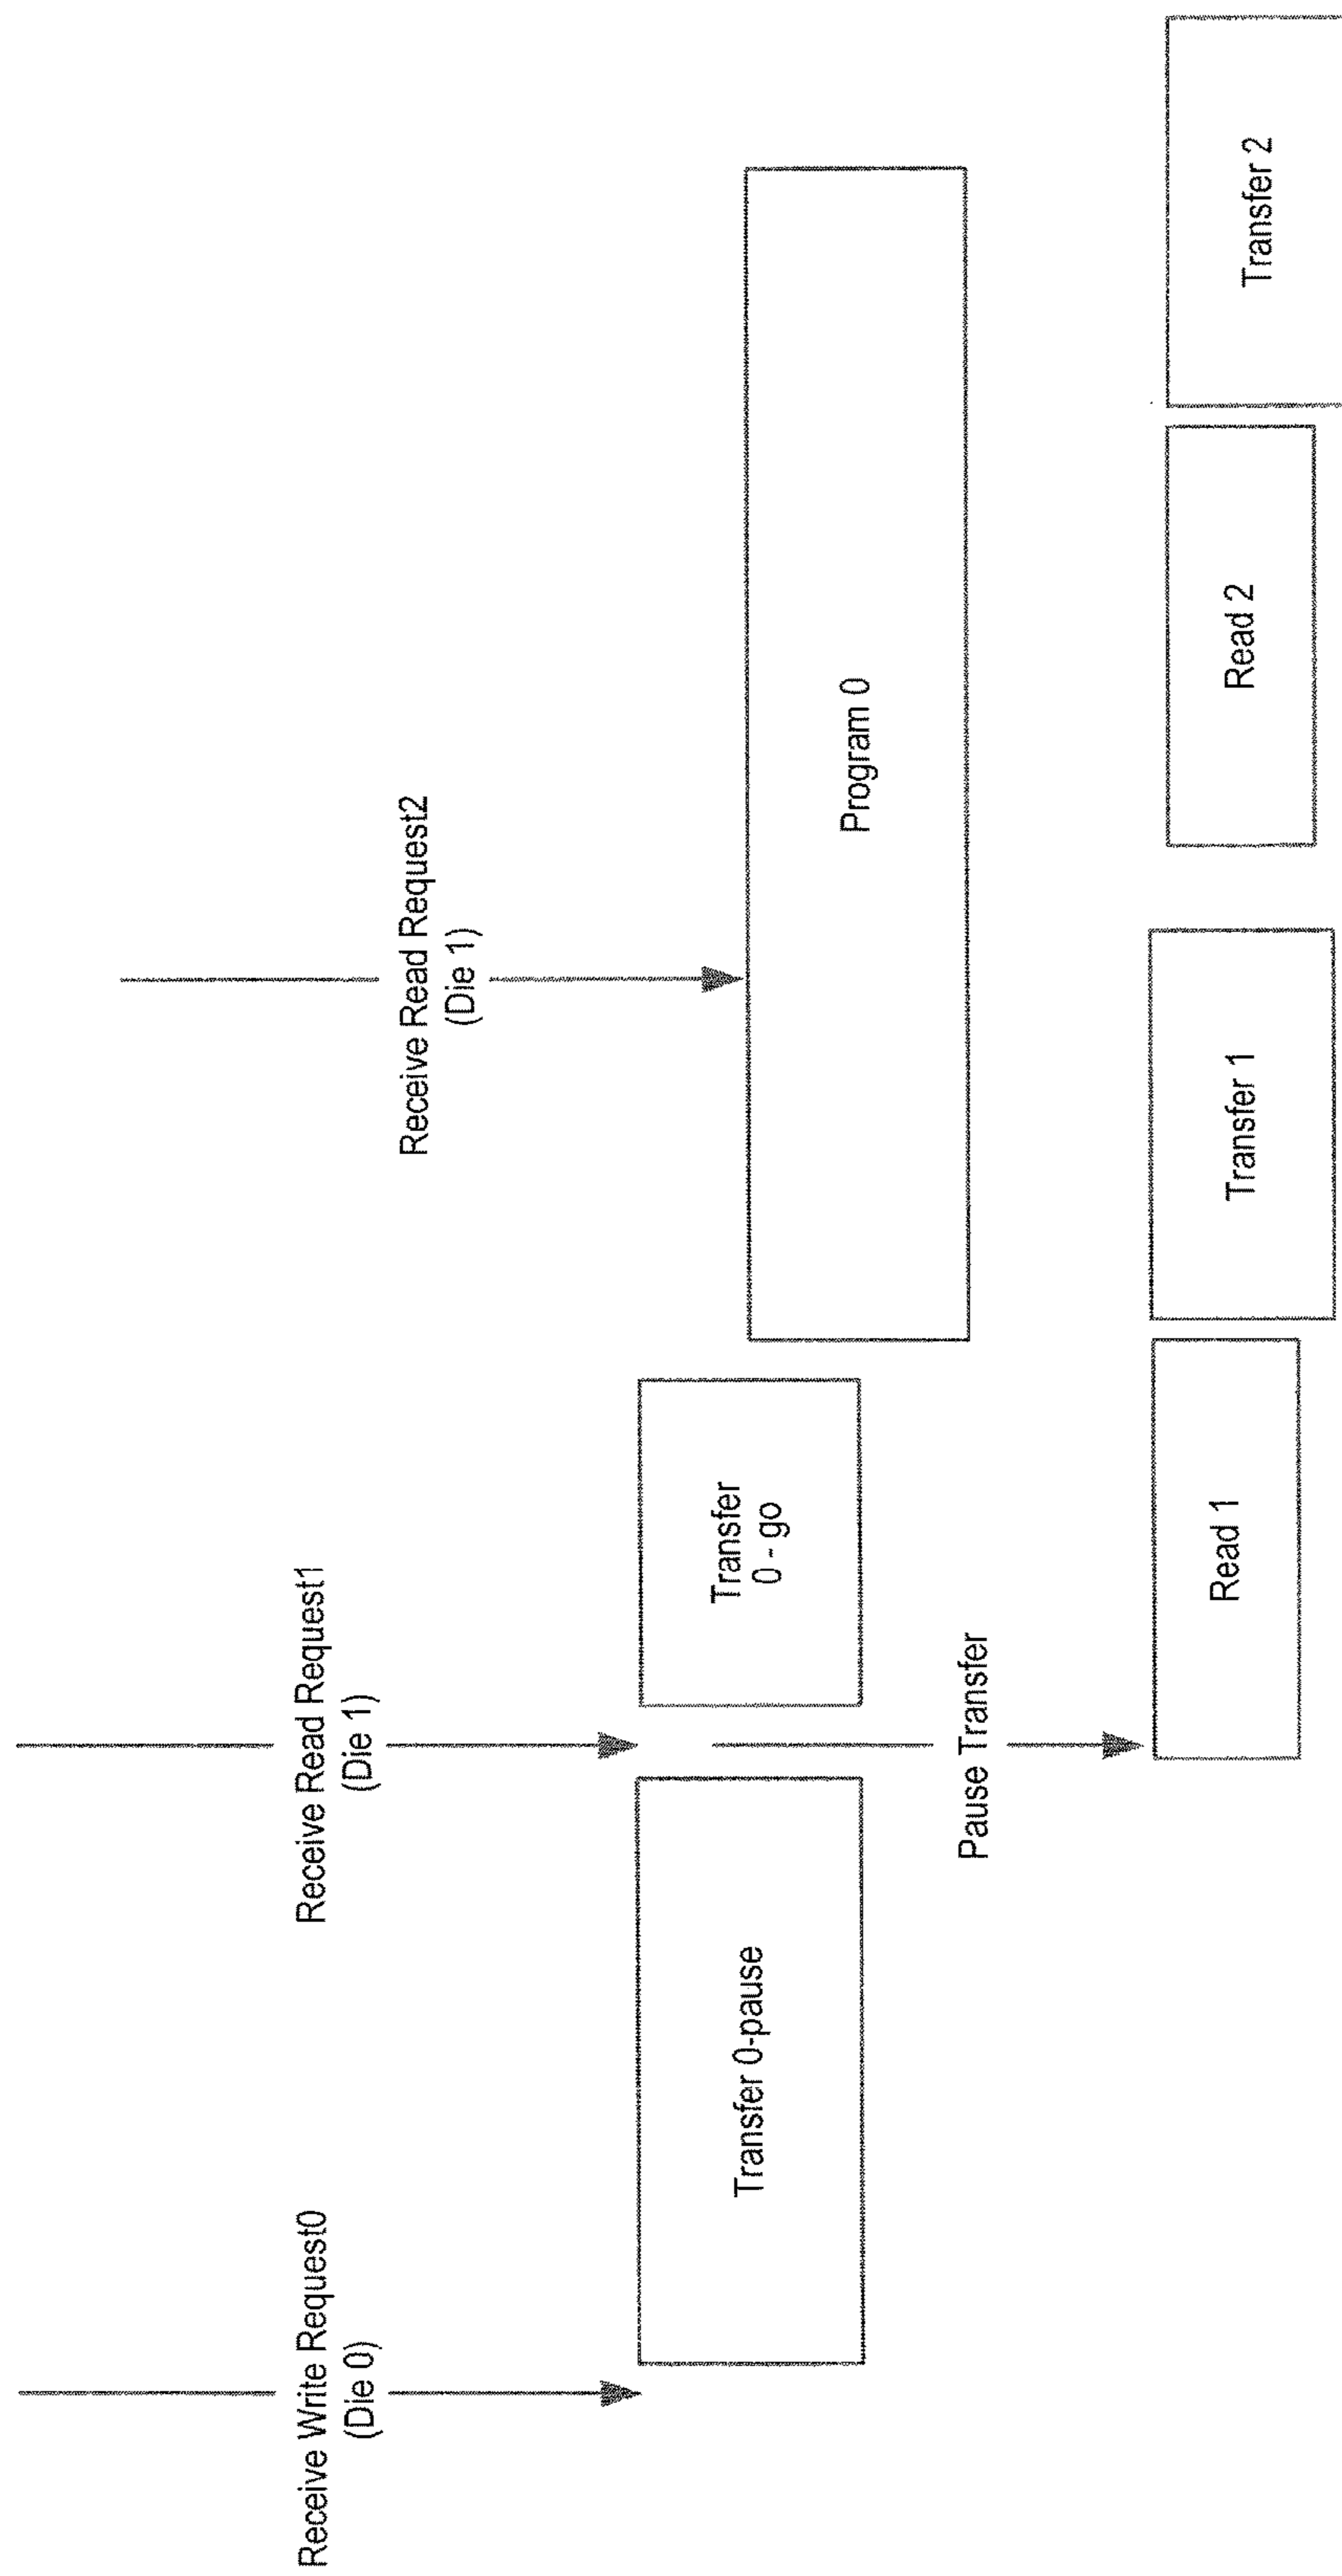 Receive Write Request0
(Die 0)
Receive Read Request1
(Die 1)
Receive Read Request2
(Die 1)
Transfer 0-pause
Transfer
0 - go
Program 0
Pause Transfer
Read 1
Transfer 1
Read 2
Transfer 2